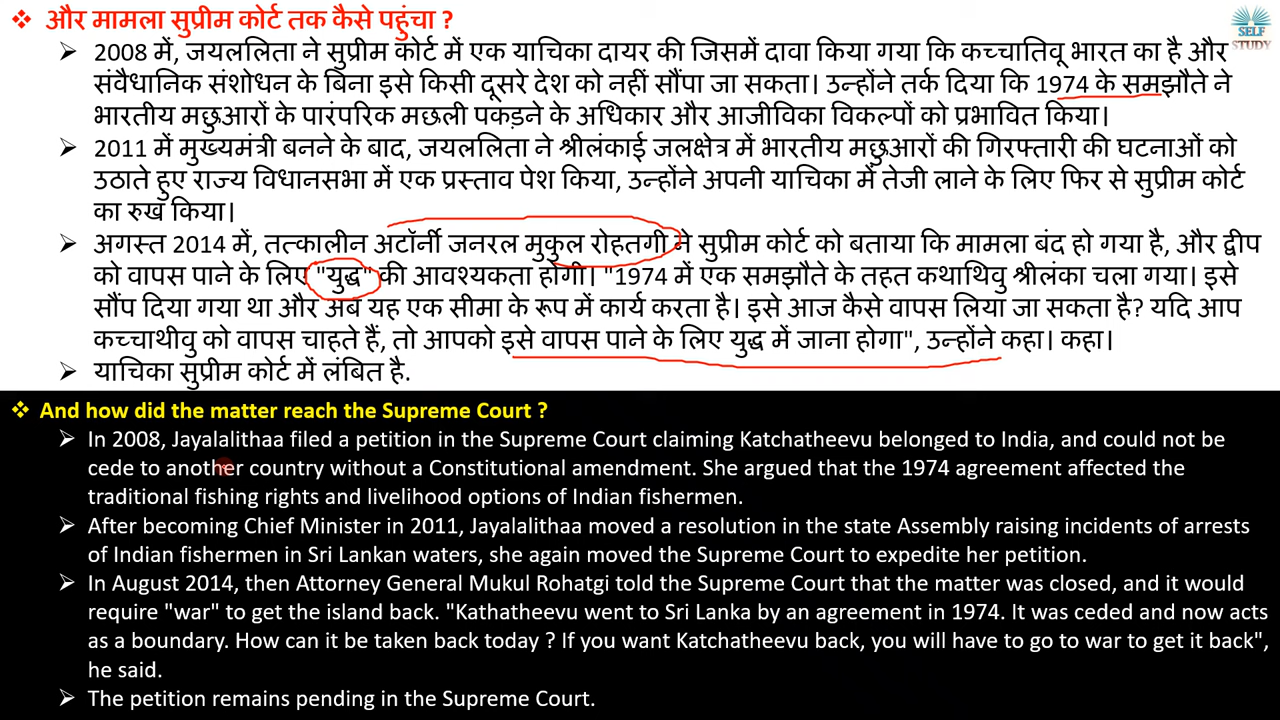 ❖ और मामला सुप्रीम कोर्ट तक कैसे पहुंचा ?
SELF
STUDY
➢ 2008 में, जयललिता ने सुप्रीम कोर्ट में एक याचिका दायर की जिसमें दावा किया गया कि कच्चातिवू भारत का है और
संवैधानिक संशोधन के बिना इसे किसी दूसरे देश को नहीं सौंपा जा सकता। उन्होंने तर्क दिया कि 1974 के समझौते ने
भारतीय मछुआरों के पारंपरिक मछली पकड़ने के अधिकार और आजीविका विकल्पों को प्रभावित किया।
➢ 2011 में मुख्यमंत्री बनने के बाद, जयललिता ने श्रीलंकाई जलक्षेत्र में भारतीय मछुआरों की गिरफ्तारी की घटनाओं को
उठाते हुए राज्य विधानसभा में एक प्रस्ताव पेश किया, उन्होंने अपनी याचिका में तेजी लाने के लिए फिर से सुप्रीम कोर्ट
का रुख किया।
➢ अगस्त 2014 में, तत्कालीन अटॉर्नी जनरल मुकुल रोहतगी ने सुप्रीम कोर्ट को बताया कि मामला बंद हो गया है, और द्वीप
को वापस पाने के लिए "युद्ध" की आवश्यकता होगी। "1974 में एक समझौते के तहत कथाथिवु श्रीलंका चला गया। इसे
सौंप दिया गया था और अब यह एक सीमा के रूप में कार्य करता है। इसे आज कैसे वापस लिया जा सकता है? यदि आप
कच्चाथीवु को वापस चाहते हैं, तो आपको इसे वापस पाने के लिए युद्ध में जाना होगा", उन्होंने कहा। कहा।
➢ याचिका सुप्रीम कोर्ट में लंबित है.
❖ And how did the matter reach the Supreme Court ?
➢ In 2008, Jayalalithaa filed a petition in the Supreme Court claiming Katchatheevu belonged to India, and could not be
cede to another country without a Constitutional amendment. She argued that the 1974 agreement affected the
traditional fishing rights and livelihood options of Indian fishermen.
➢ After becoming Chief Minister in 2011, Jayalalithaa moved a resolution in the state Assembly raising incidents of arrests
of Indian fishermen in Sri Lankan waters, she again moved the Supreme Court to expedite her petition.
➢ In August 2014, then Attorney General Mukul Rohatgi told the Supreme Court that the matter was closed, and it would
require "war" to get the island back. "Kathatheevu went to Sri Lanka by an agreement in 1974. It was ceded and now acts
as a boundary. How can it be taken back today ? If you want Katchatheevu back, you will have to go to war to get it back",
he said.
➢ The petition remains pending in the Supreme Court.